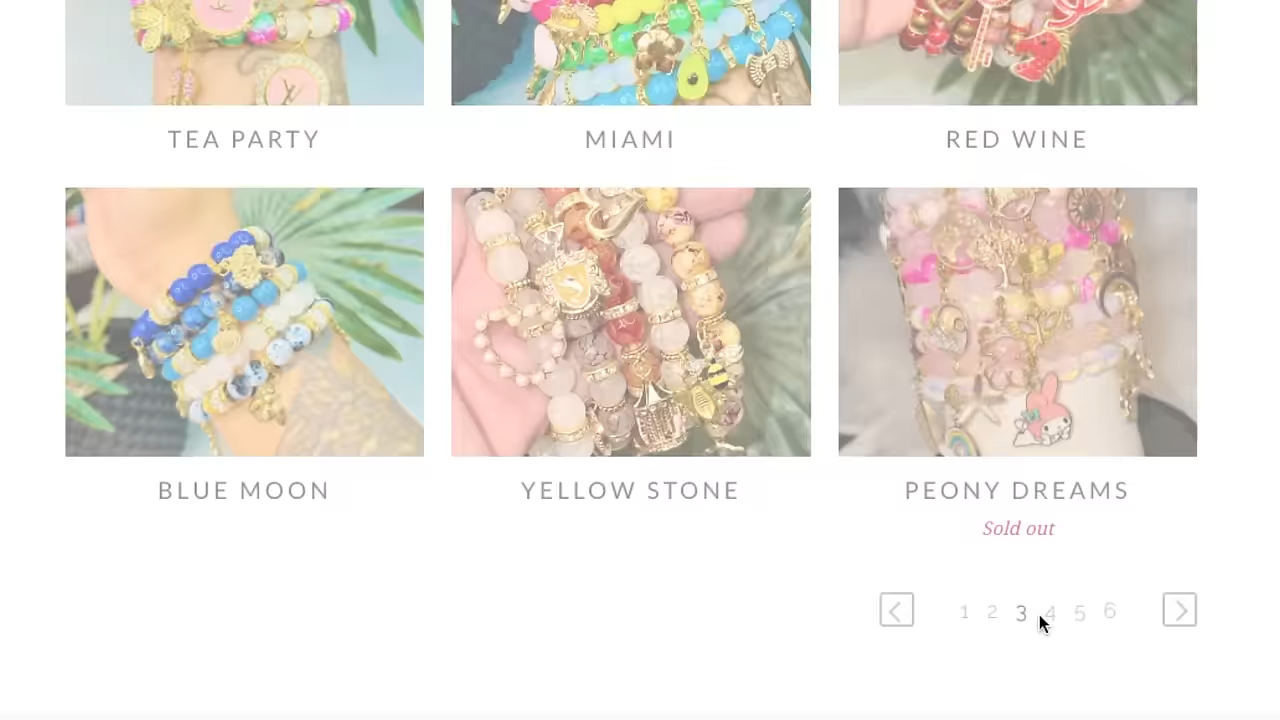 TEA PARTY
MIAMI
RED WINE
BLUE MOON
YELLOW STONE
PEONY DREAMS
Sold out
1 2 3 4 5 6